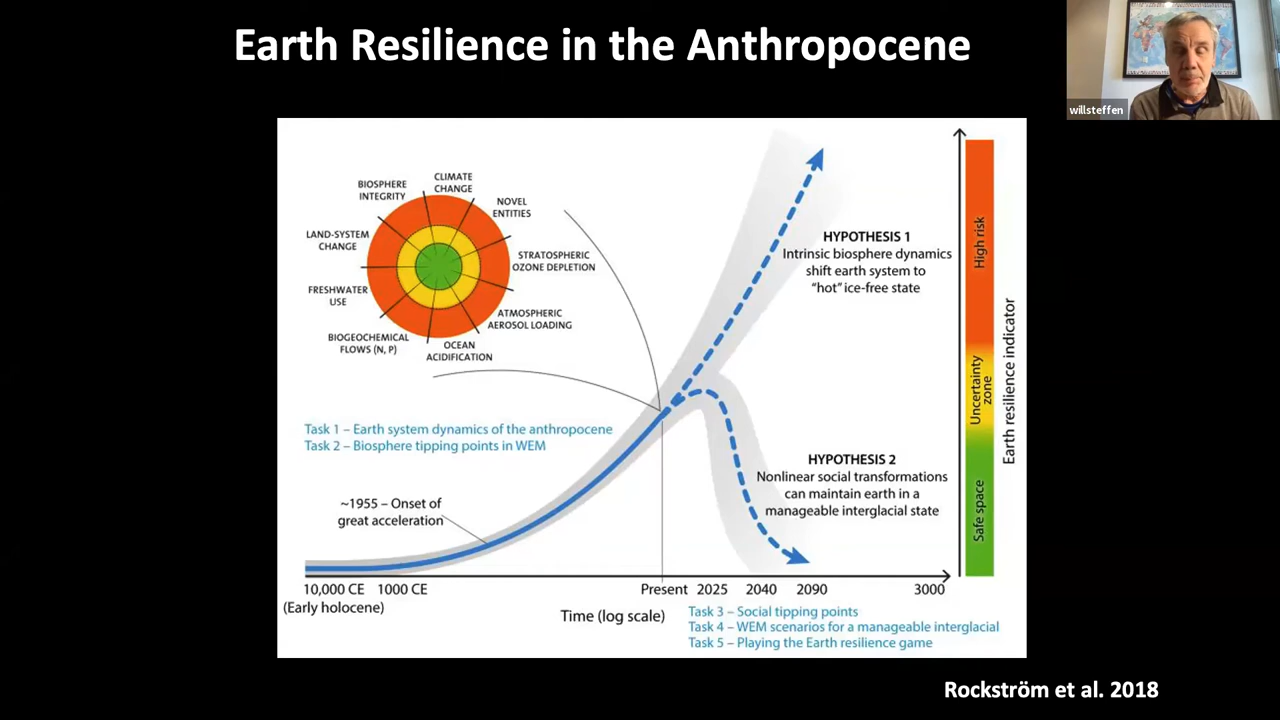 Earth Resilience in the Anthropocene
willsteffen
BIOSPHERE
INTEGRITY
CLIMATE
CHANGE
NOVEL
ENTITIES
LAND-SYSTEM
CHANGE
STRATOSPHERIC
OZONE DEPLETION
FRESHWATER
USE
ATMOSPHERIC
AEROSOL LOADING
BIOGEOCHEMICAL
FLOWS (N, P)
OCEAN
ACIDIFICATION
HYPOTHESIS 1
Intrinsic biosphere dynamics
shift earth system to
“hot” ice-free state
High risk
Uncertainty
zone
Safe space
Earth resilience indicator
Task 1 – Earth system dynamics of the anthropocene
Task 2 – Biosphere tipping points in WEM
HYPOTHESIS 2
Nonlinear social transformations
can maintain earth in a
manageable interglacial state
~1955 – Onset of
great acceleration
10,000 CE
(Early holocene)
1000 CE
Present
2025
2040
2090
3000
Time (log scale)
Task 3 – Social tipping points
Task 4 – WEM scenarios for a manageable interglacial
Task 5 – Playing the Earth resilience game
Rockström et al. 2018